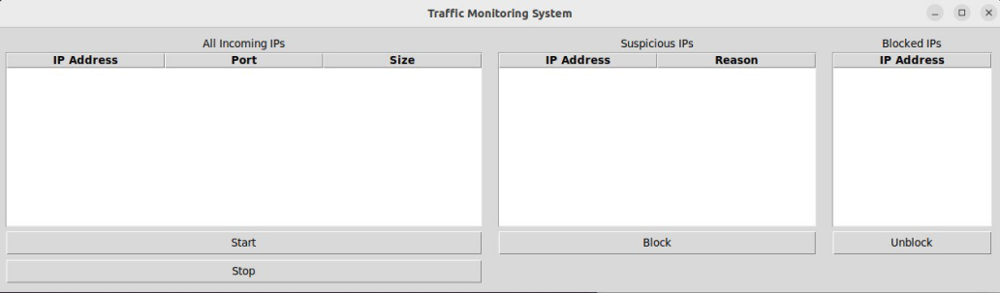 Traffic Monitoring System
All Incoming IPs
IP Address Port Size
Start
Stop
Suspicious IPs
IP Address Reason
Block
Blocked IPs
IP Address
Unblock